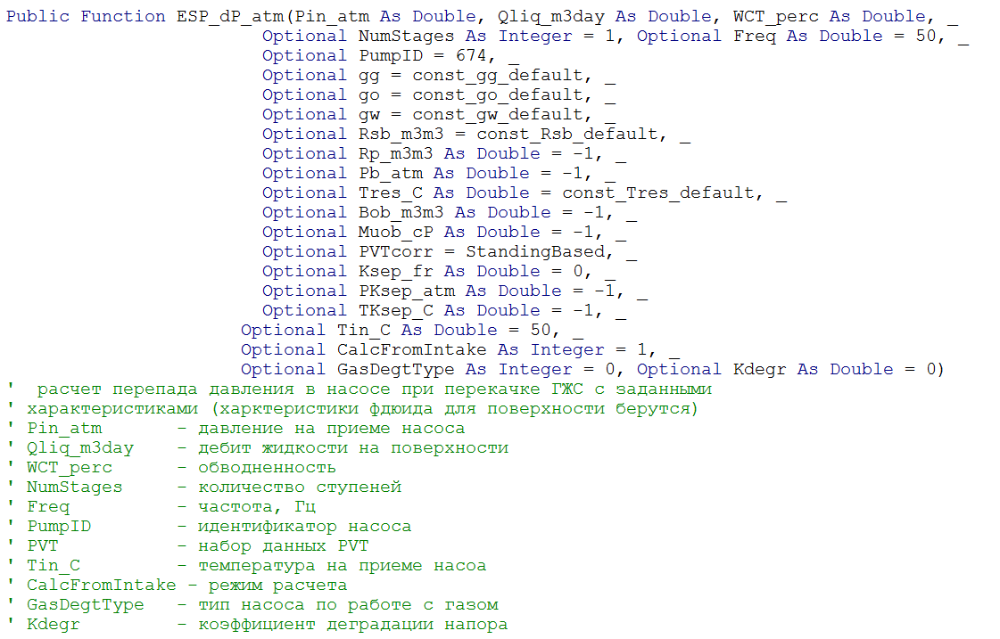 Public Function ESP_dP_atm(Pin_atm As Double, Qliq_m3day As Double, WCT_perc As Double, _
Optional NumStages As Integer = 1, Optional Freq As Double = 50, _
Optional PumpID = 674, _
Optional gg = const_gg_default, _
Optional go = const_go_default, _
Optional gw = const_gw_default, _
Optional Rsb_m3m3 = const_Rsb_default, _
Optional Rp_m3m3 As Double = -1, _
Optional Pb_atm As Double = -1, _
Optional Tres_C As Double = const_Tres_default, _
Optional Bob_m3m3 As Double = -1, _
Optional Muob_cP As Double = -1, _
Optional PVTcorr = StandingBased, _
Optional Ksep_fr As Double = 0, _
Optional PKsep_atm As Double = -1, _
Optional TKsep_C As Double = -1, _
Optional Tin_C As Double = 50, _
Optional CalcFromIntake As Integer = 1, _
Optional GasDegtType As Integer = 0, Optional Kdegr As Double = 0)
' расчет перепада давления в насосе при перекачке ГЖС с заданными
' характеристиками (харктеристики фдюида для поверхности берутся)
' Pin_atm - давление на приеме насоса
' Qliq_m3day - дебит жидкости на поверхности
' WCT_perc - обводненность
' NumStages - количество ступеней
' Freq - частота, Гц
' PumpID - идентификатор насоса
' PVT - набор данных PVT
' Tin_C - температура на приеме насоа
' CalcFromIntake - режим расчета
' GasDegtType - тип насоса по работе с газом
' Kdegr - коэффициент деградации напора